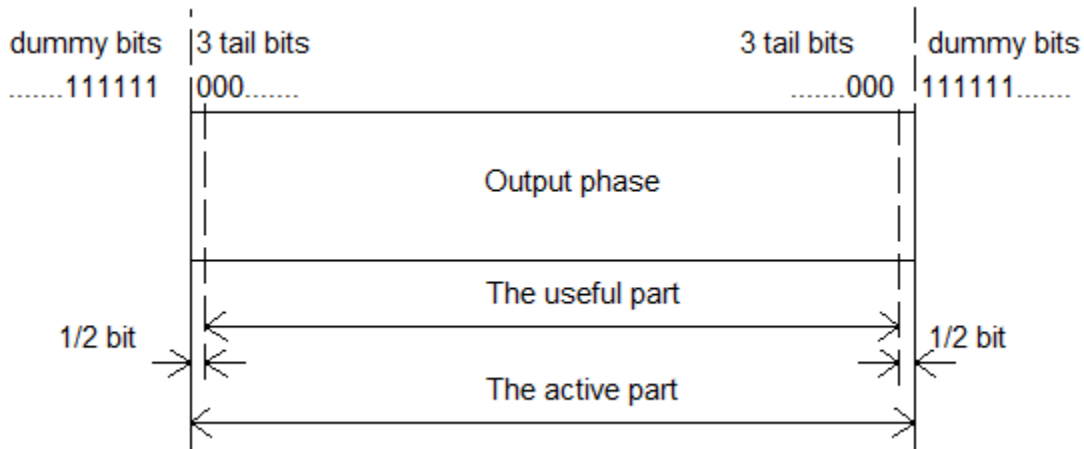 dummy bits 3 tail bits 3 tail bits dummy bits
.......111111 000....... .......000 111111.......
Output phase
The useful part
1/2 bit 1/2 bit
The active part